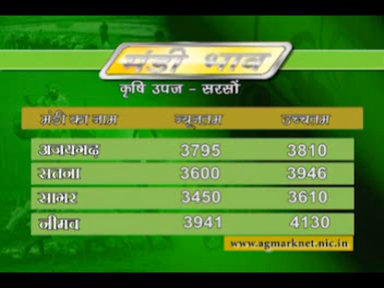 मंडी भाव
कृषि उपज - सरसों
मंडी का नाम न्यूनतम उच्चतम
अजयगढ़ 3795 3810
सतना 3600 3946
सागर 3450 3610
नीमच 3941 4130
www.agmarknet.nic.in